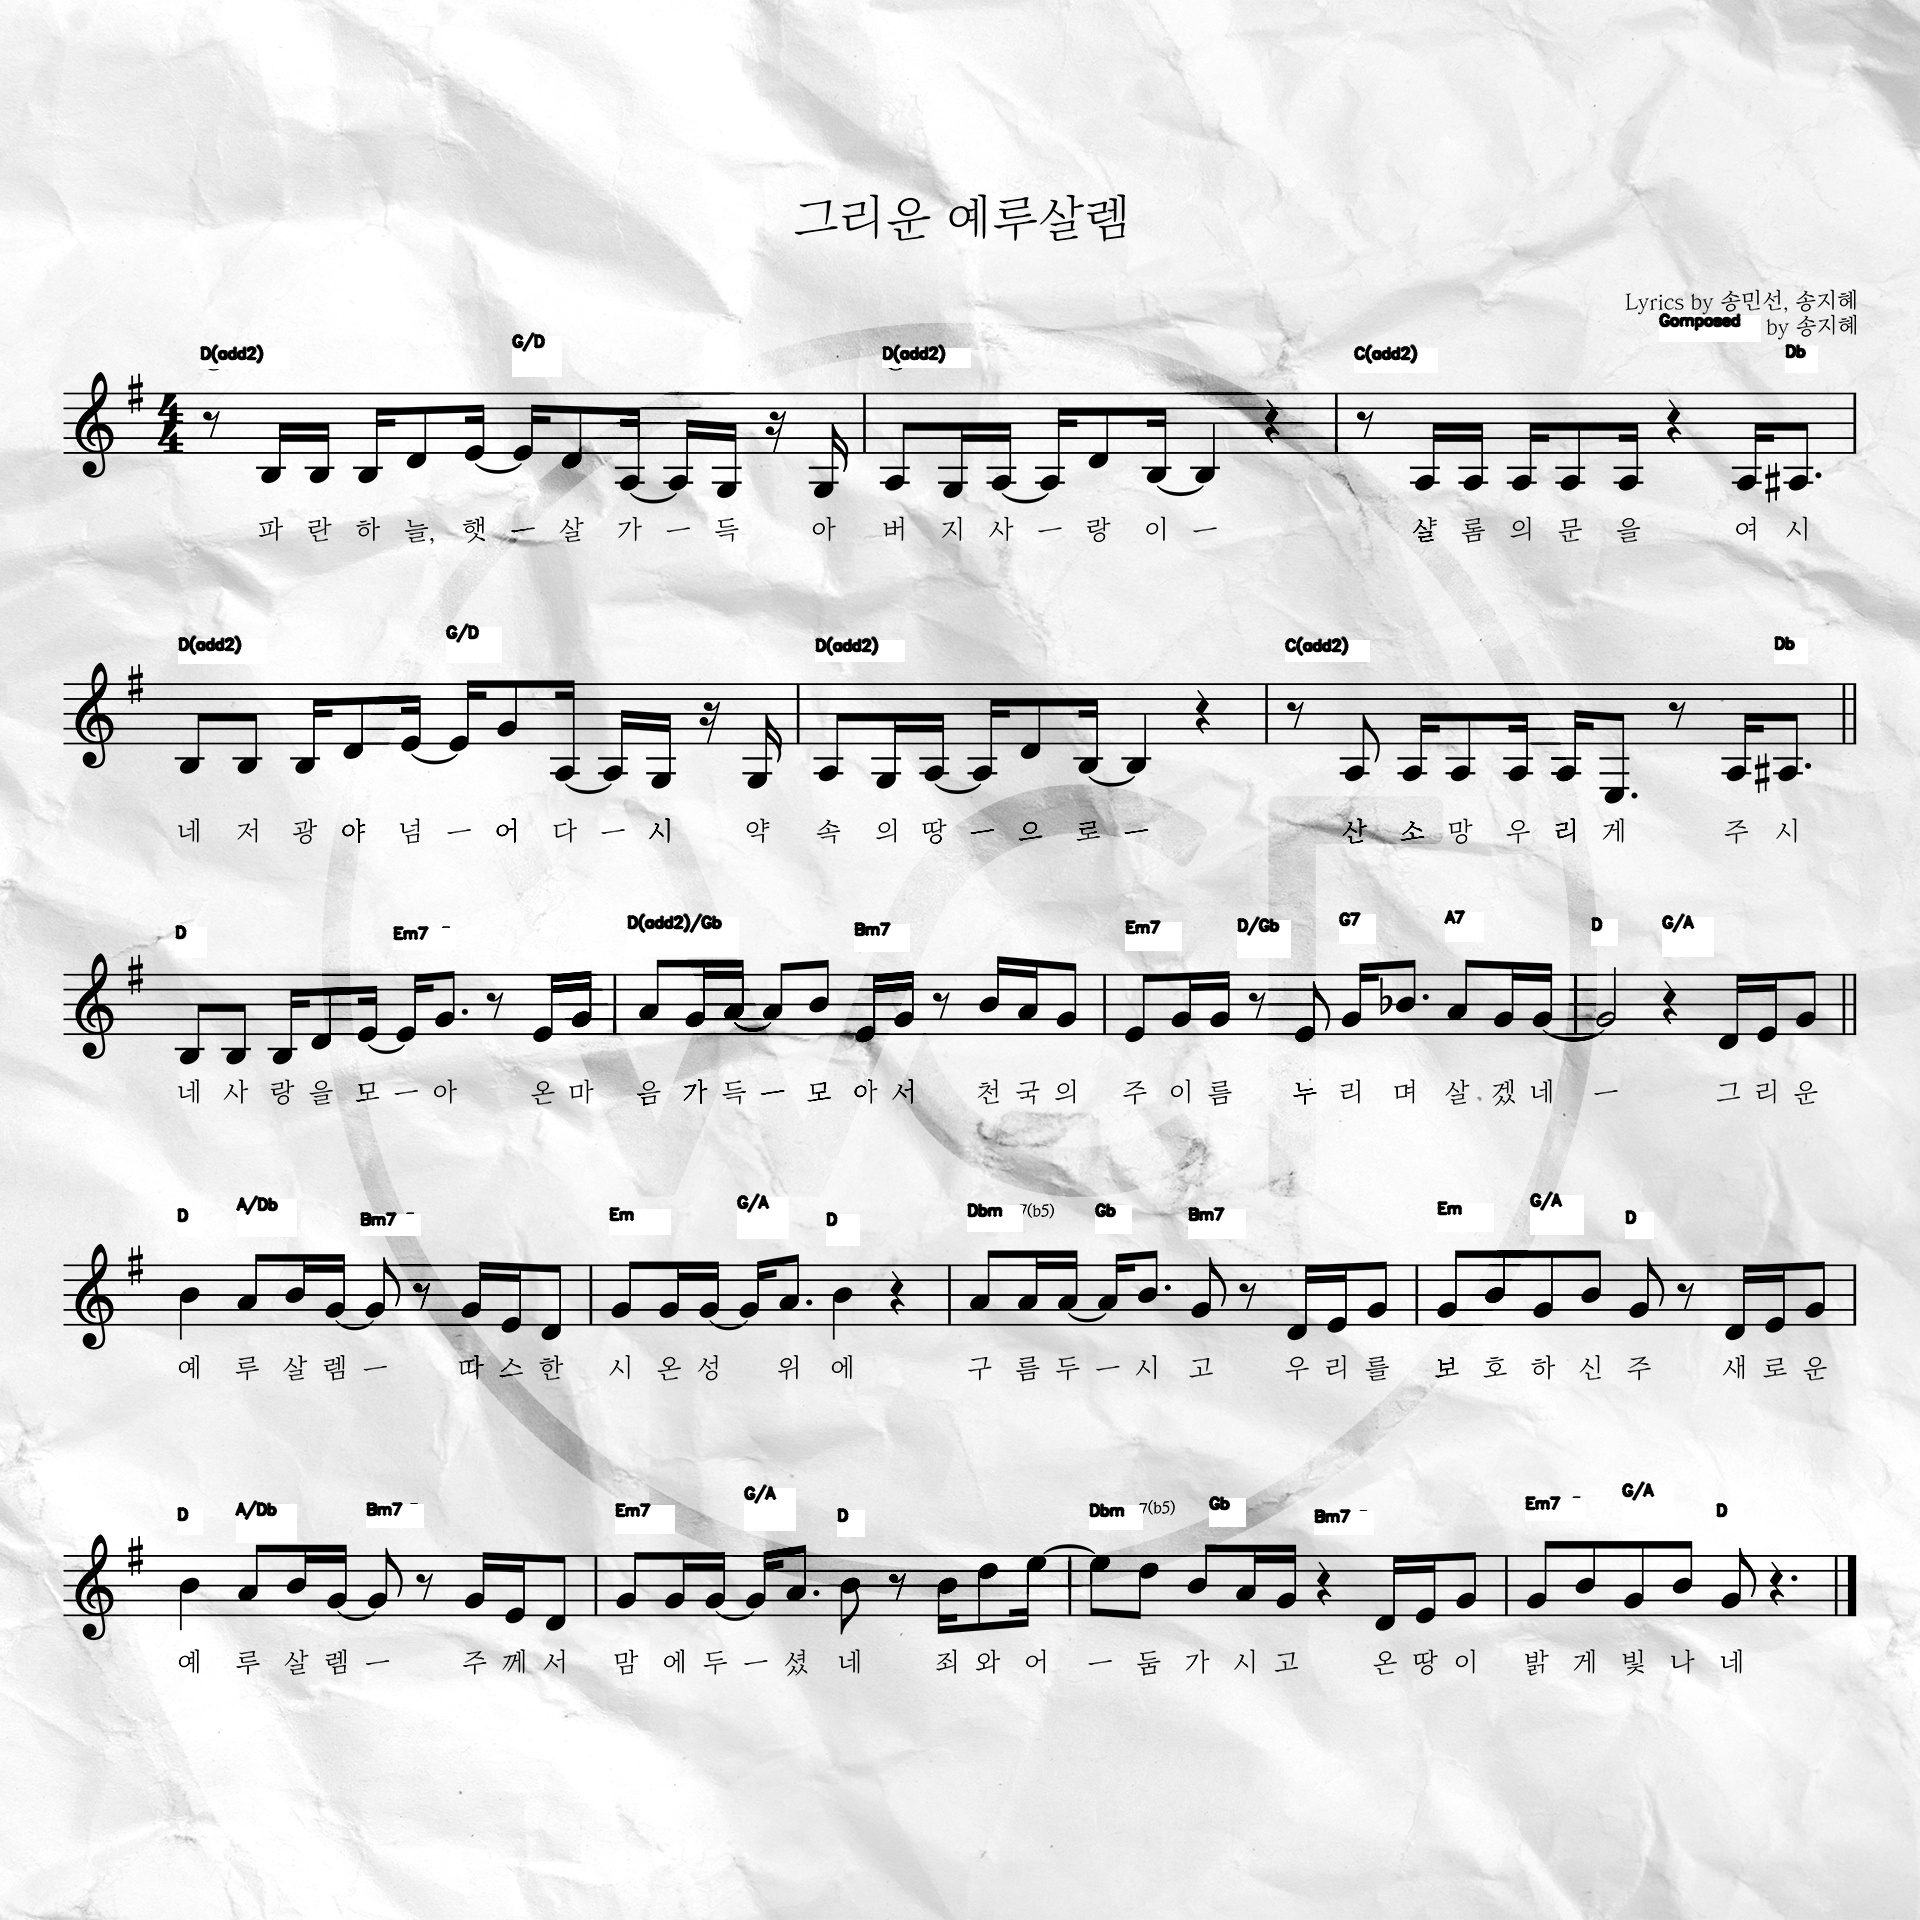 그리운 예루살렘
Lyrics by 송민선, 송지혜
Gomposed by 송지혜
D(add2) G/D D(add2) C(add2) Db
파 란 하 늘, 햇 ㅡ 살 가 ㅡ 득 아 버 지 사 ㅡ 랑 이 ㅡ 샬 롬 의 문 을 여 시
D(add2) G/D D(add2) C(add2) Db
네 저 광 야 넘 ㅡ 어 다 ㅡ 시 약 속 의 땅 ㅡ 으 로 ㅡ 산 소 망 우 리 게 주 시
D Em7 D(add2)/Gb Bm7 Em7 D/Gb G7 A7 D G/A
네 사 랑 을 모 ㅡ 아 온 마 음 가 득 ㅡ 모 아 서 천 국 의 주 이 름 누 리 며 살 겠 네 ㅡ 그 리 운
D A/Db Bm7 Em G/A D Dbm 7(b5) Gb Bm7 Em G/A D
예 루 살 렘 ㅡ 따 스 한 시 온 성 위 에 구 름 두 ㅡ 시 고 우 리 를 보 호 하 신 주 새 로 운
D A/Db Bm7 Em7 G/A D Dbm 7(b5) Gb Bm7 Em7 G/A D
예 루 살 렘 ㅡ 주 께 서 맘 에 두 ㅡ 셨 네 죄 와 어 ㅡ 둠 가 시 고 온 땅 이 밝 게 빛 나 네